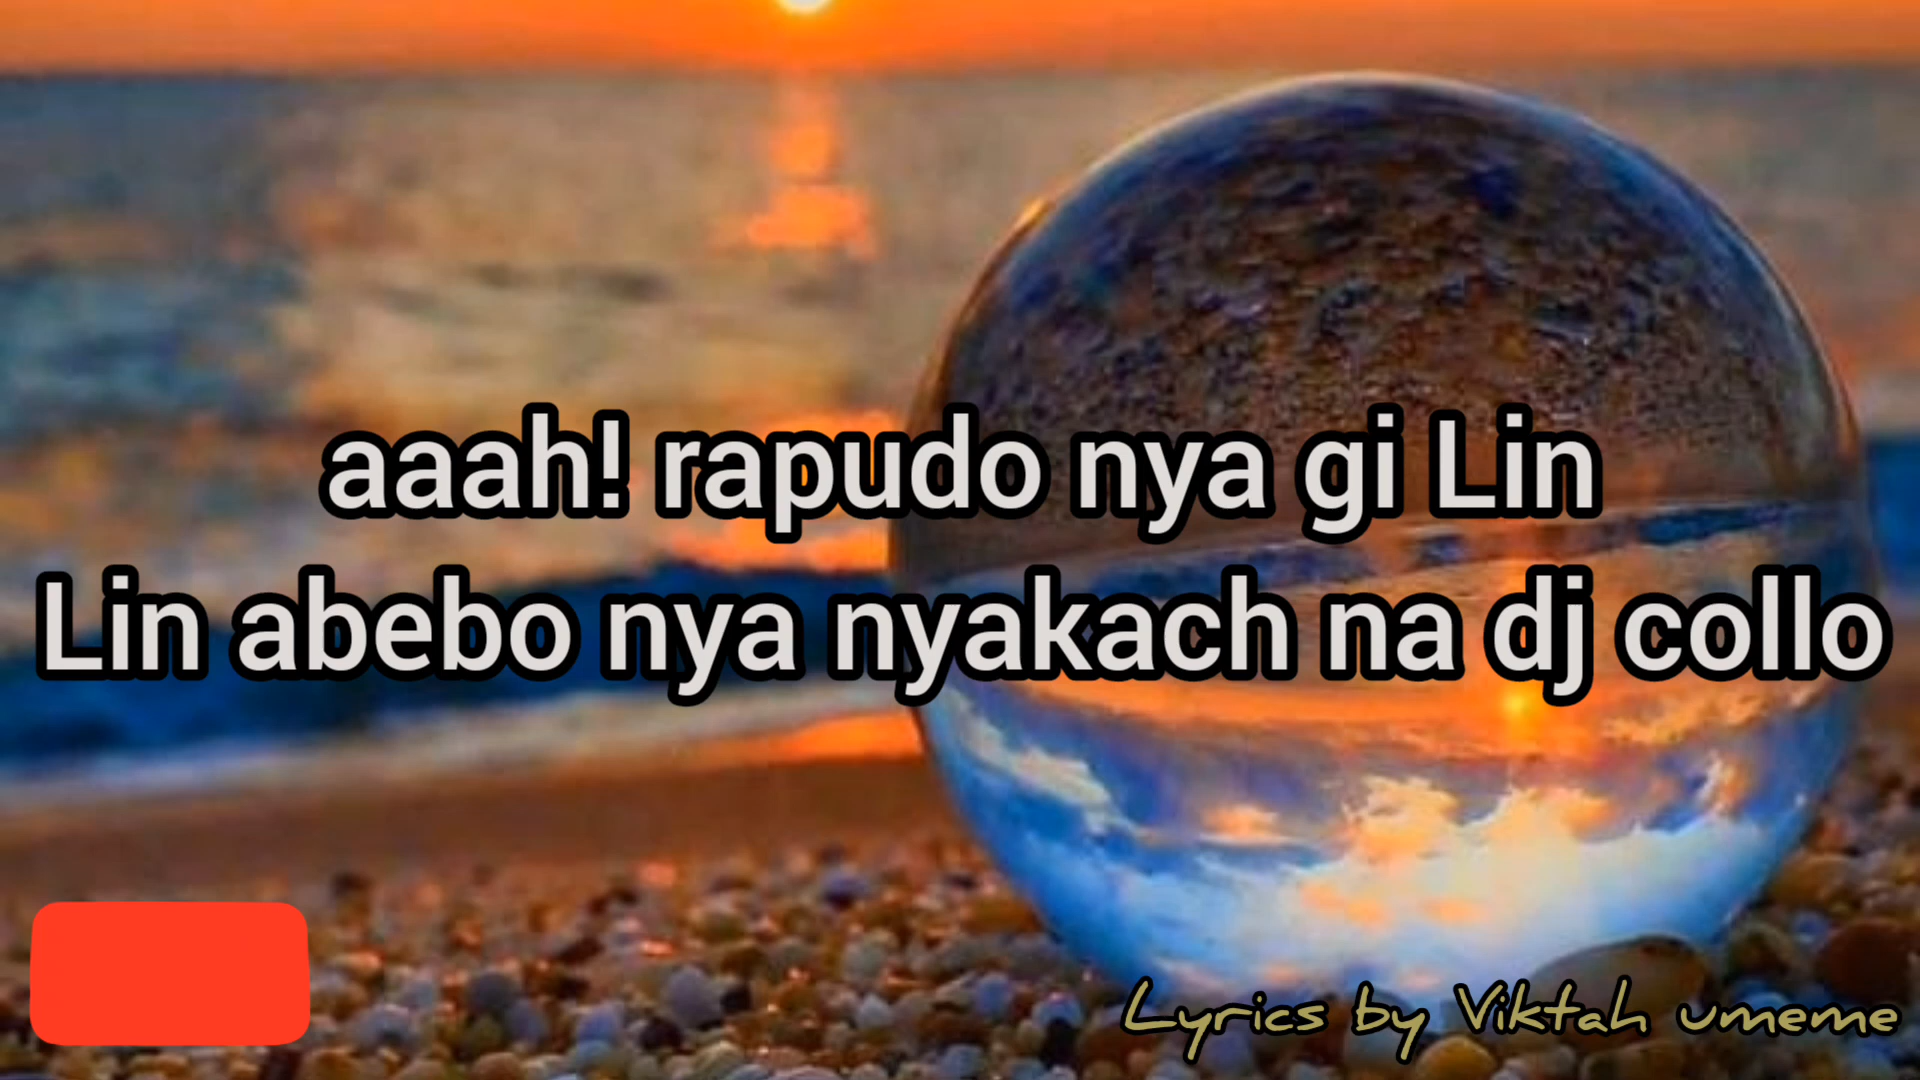 aaah! rapudo nya gi Lin
Lin abebo nya nyakach na dj collo
Lyrics by Viktah umeme